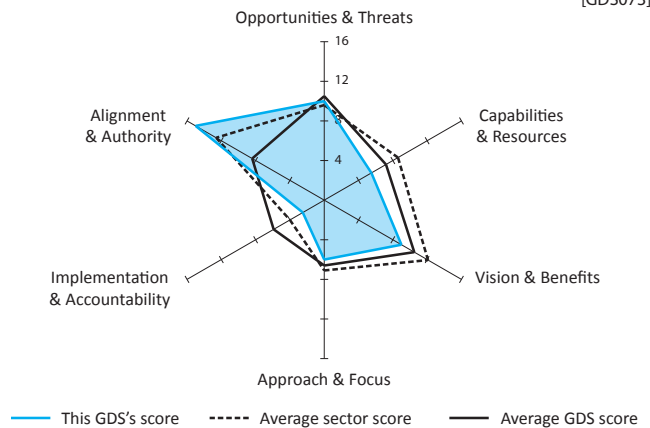 [GDS073]
Opportunities & Threats
16
12
8
4
Alignment
& Authority
Capabilities
& Resources
Implementation
& Accountability
Vision & Benefits
Approach & Focus
This GDS's score
Average sector score
Average GDS score